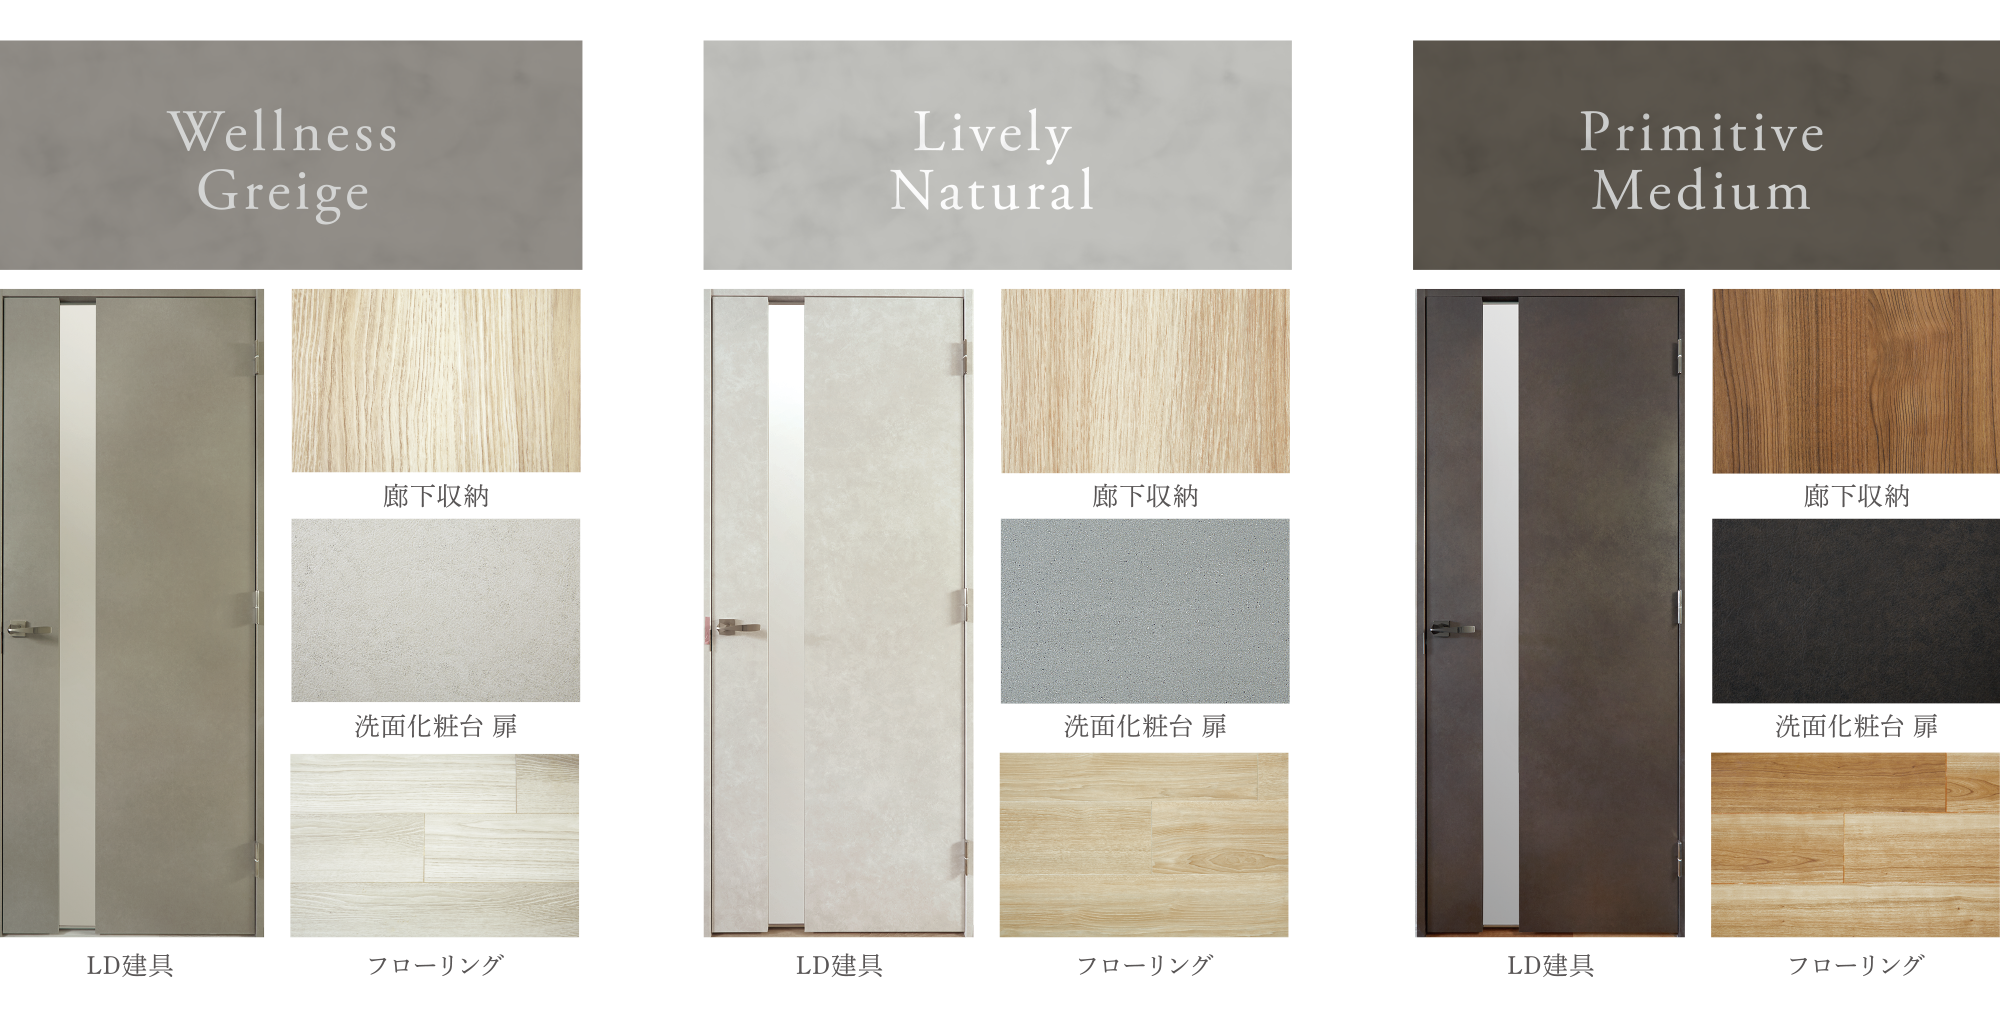 Wellness
Greige
廊下収納
洗面化粧台 扉
LD建具
フローリング
Lively
Natural
廊下収納
洗面化粧台 扉
LD建具
フローリング
Primitive
Medium
廊下収納
洗面化粧台 扉
LD建具
フローリング